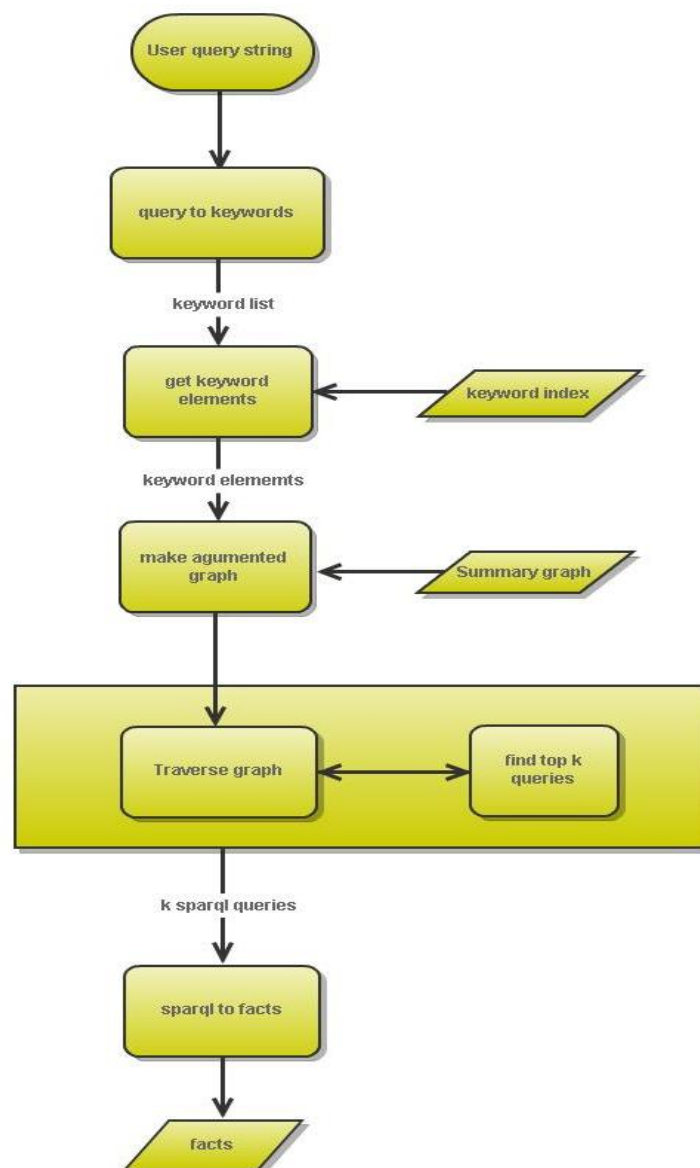 User query string
query to keywords
keyword list
get keyword
elements
keyword index
keyword elememts
make agumented
graph
Summary graph
Traverse graph
find top k
queries
k sparql queries
sparql to facts
facts